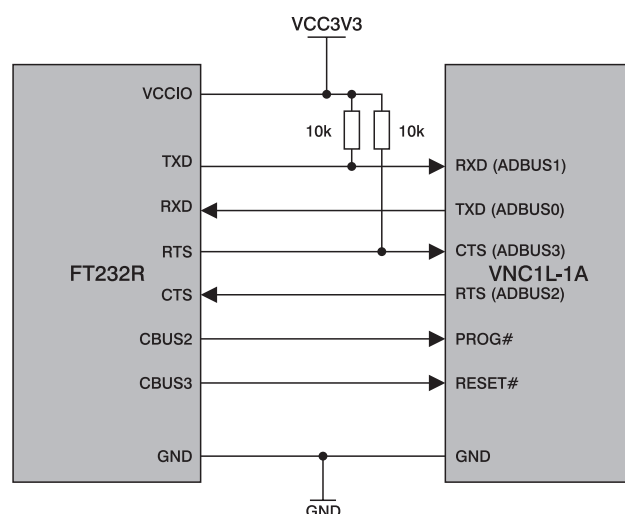 VCC3V3
VCCIO
10k 10k
TXD RXD (ADBUS1)
RXD TXD (ADBUS0)
RTS CTS (ADBUS3)
FT232R VNC1L-1A
CTS RTS (ADBUS2)
CBUS2 PROG#
CBUS3 RESET#
GND GND
GND